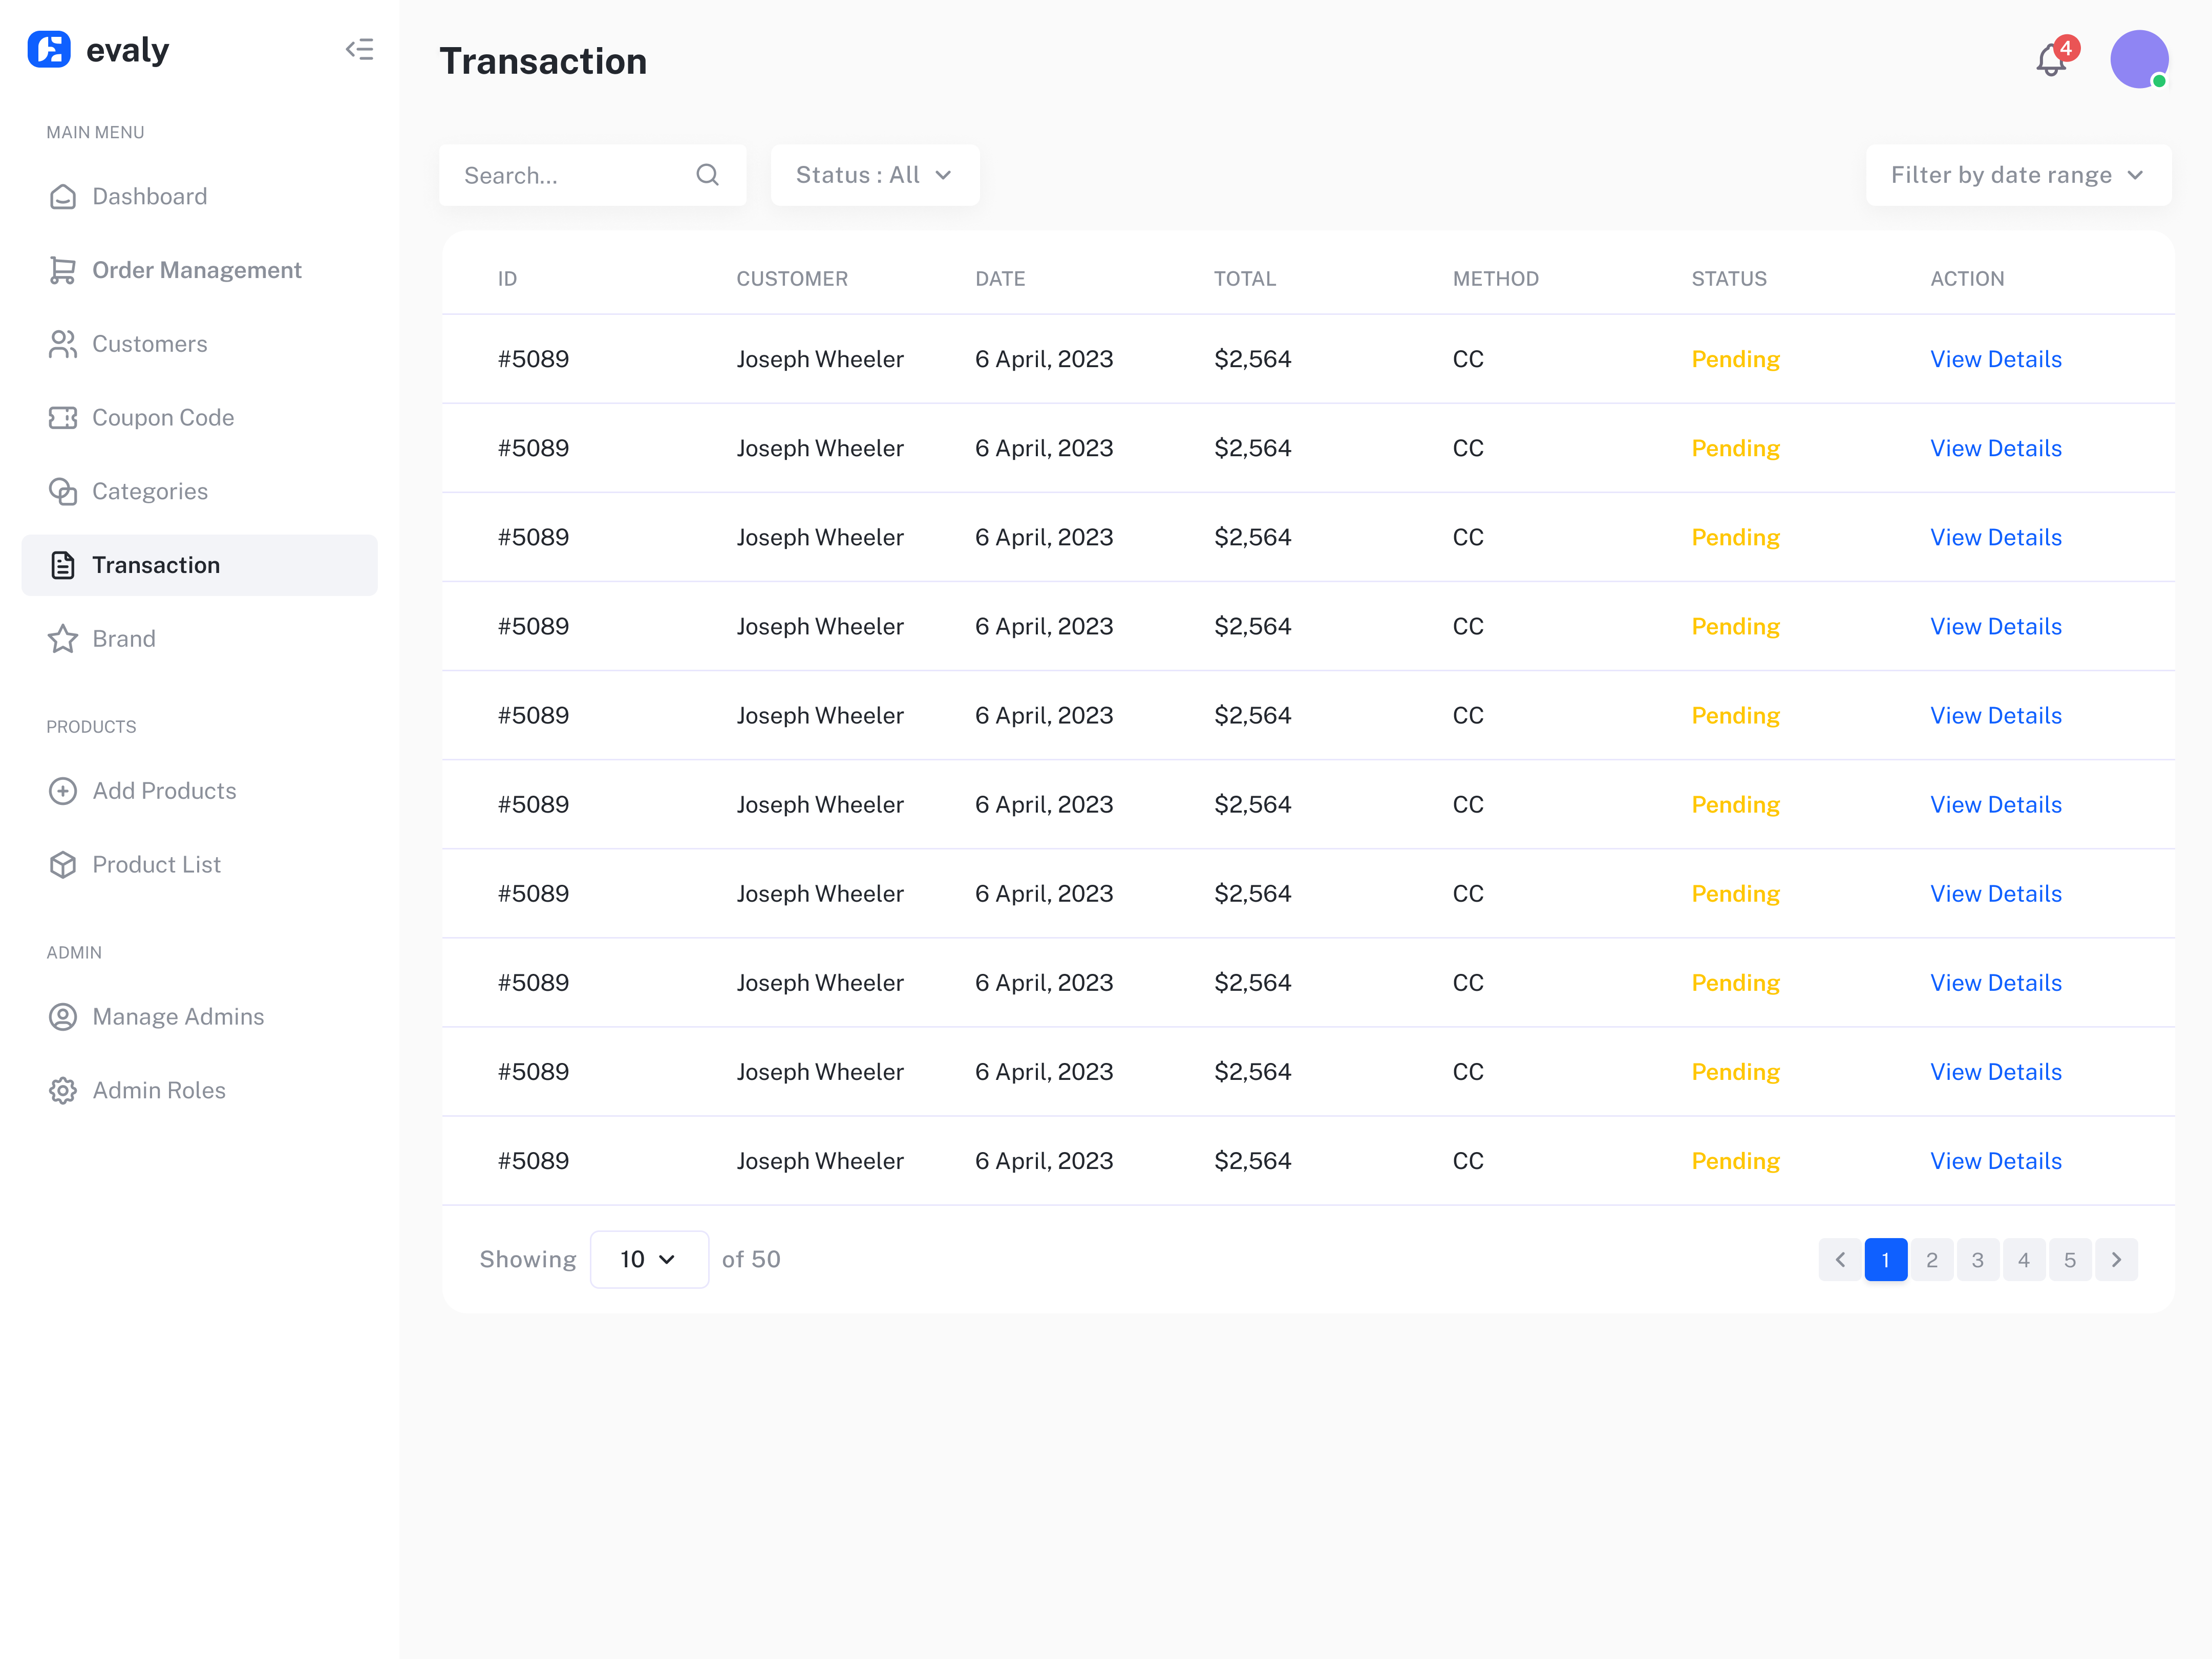 evaly
MAIN MENU
Dashboard
Order Management
Customers
Coupon Code
Categories
Transaction
Brand
PRODUCTS
Add Products
Product List
ADMIN
Manage Admins
Admin Roles
Transaction
4
Search...
Status : All
Filter by date range
ID CUSTOMER DATE TOTAL METHOD STATUS ACTION
#5089 Joseph Wheeler 6 April, 2023 $2,564 CC Pending View Details
#5089 Joseph Wheeler 6 April, 2023 $2,564 CC Pending View Details
#5089 Joseph Wheeler 6 April, 2023 $2,564 CC Pending View Details
#5089 Joseph Wheeler 6 April, 2023 $2,564 CC Pending View Details
#5089 Joseph Wheeler 6 April, 2023 $2,564 CC Pending View Details
#5089 Joseph Wheeler 6 April, 2023 $2,564 CC Pending View Details
#5089 Joseph Wheeler 6 April, 2023 $2,564 CC Pending View Details
#5089 Joseph Wheeler 6 April, 2023 $2,564 CC Pending View Details
#5089 Joseph Wheeler 6 April, 2023 $2,564 CC Pending View Details
#5089 Joseph Wheeler 6 April, 2023 $2,564 CC Pending View Details
Showing 10 of 50
1 2 3 4 5